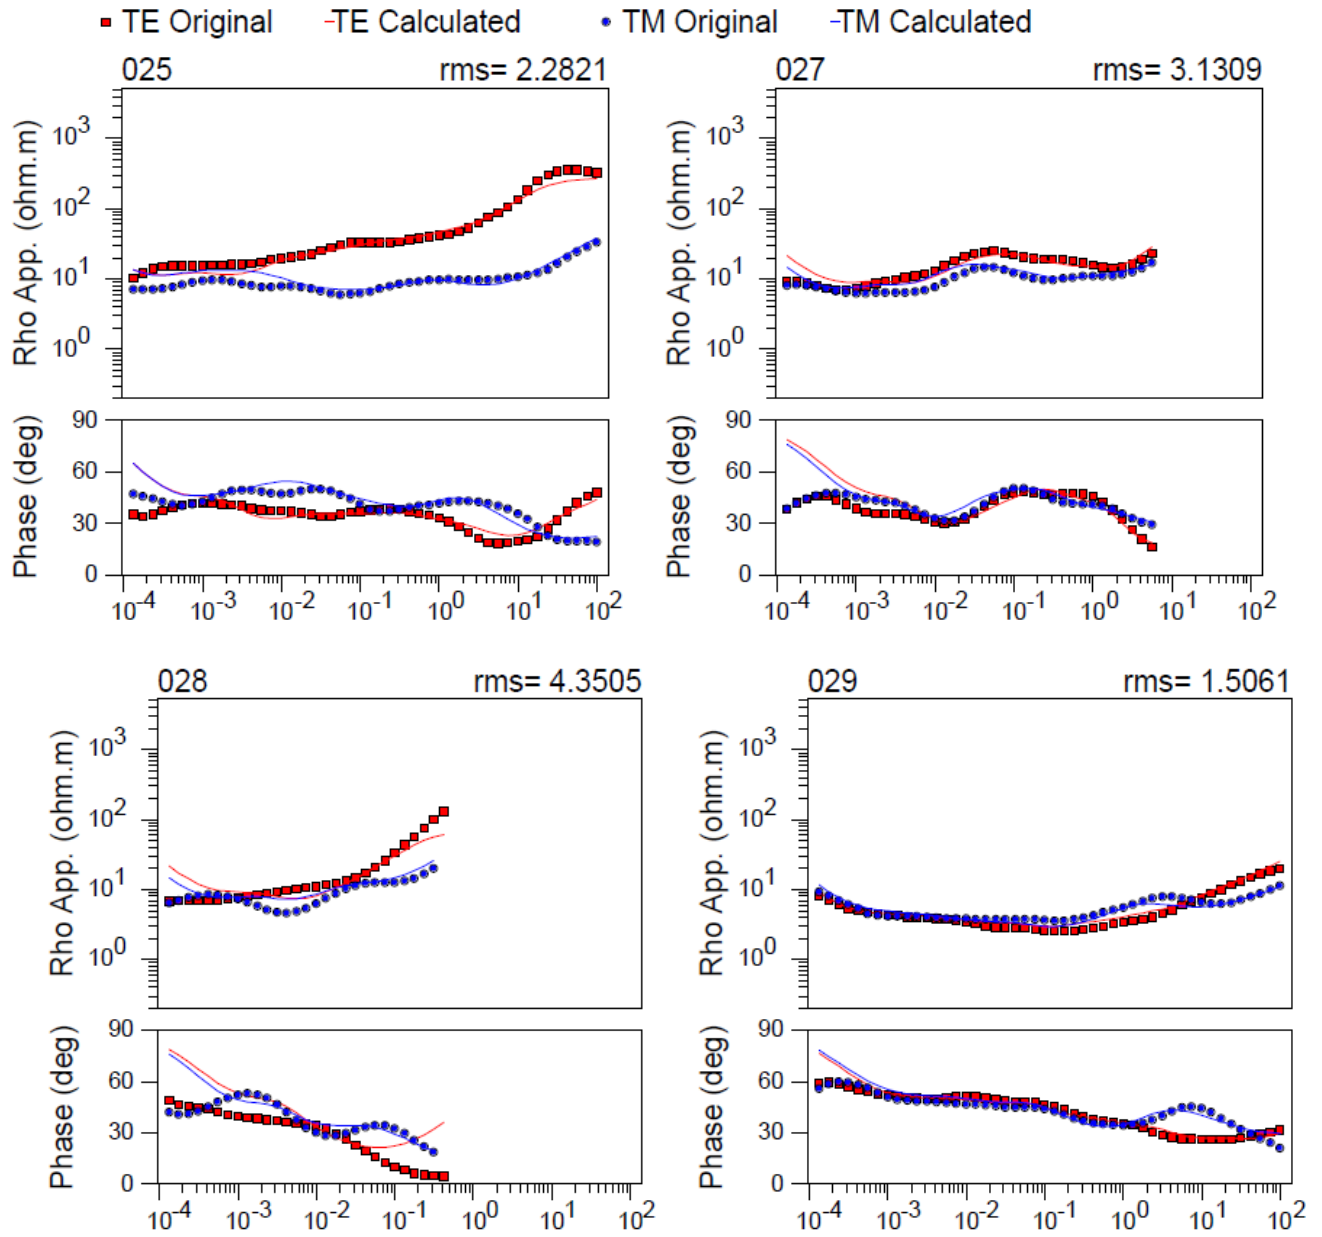 TE Original TE Calculated TM Original TM Calculated
025 rms= 2.2821
Rho App. (ohm.m)
10^3
10^2
10^1
10^0
Phase (deg)
90
60
30
0
10^-4 10^-3 10^-2 10^-1 10^0 10^1 10^2
027 rms= 3.1309
Rho App. (ohm.m)
10^3
10^2
10^1
10^0
Phase (deg)
90
60
30
0
10^-4 10^-3 10^-2 10^-1 10^0 10^1 10^2
028 rms= 4.3505
Rho App. (ohm.m)
10^3
10^2
10^1
10^0
Phase (deg)
90
60
30
0
10^-4 10^-3 10^-2 10^-1 10^0 10^1 10^2
029 rms= 1.5061
Rho App. (ohm.m)
10^3
10^2
10^1
10^0
Phase (deg)
90
60
30
0
10^-4 10^-3 10^-2 10^-1 10^0 10^1 10^2